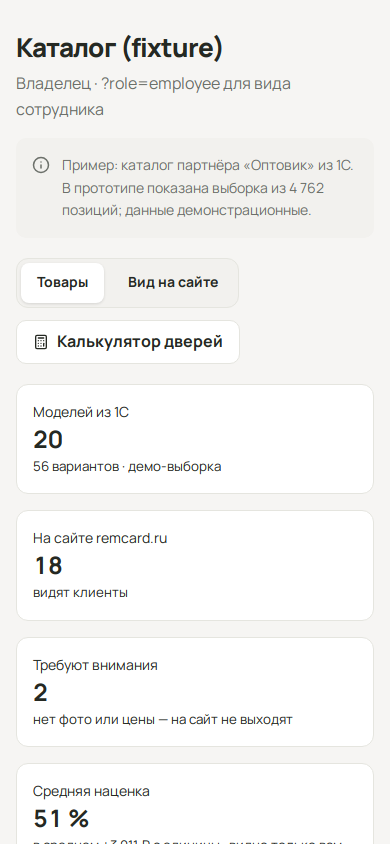 Каталог (fixture)
Владелец · ?role=employee для вида
сотрудника
Пример: каталог партнёра «Оптовик» из 1С.
В прототипе показана выборка из 4 762
позиций; данные демонстрационные.
Товары
Вид на сайте
Калькулятор дверей
Моделей из 1С
20
56 вариантов · демо-выборка
На сайте remcard.ru
18
видят клиенты
Требуют внимания
2
нет фото или цены — на сайт не выходят
Средняя наценка
51 %